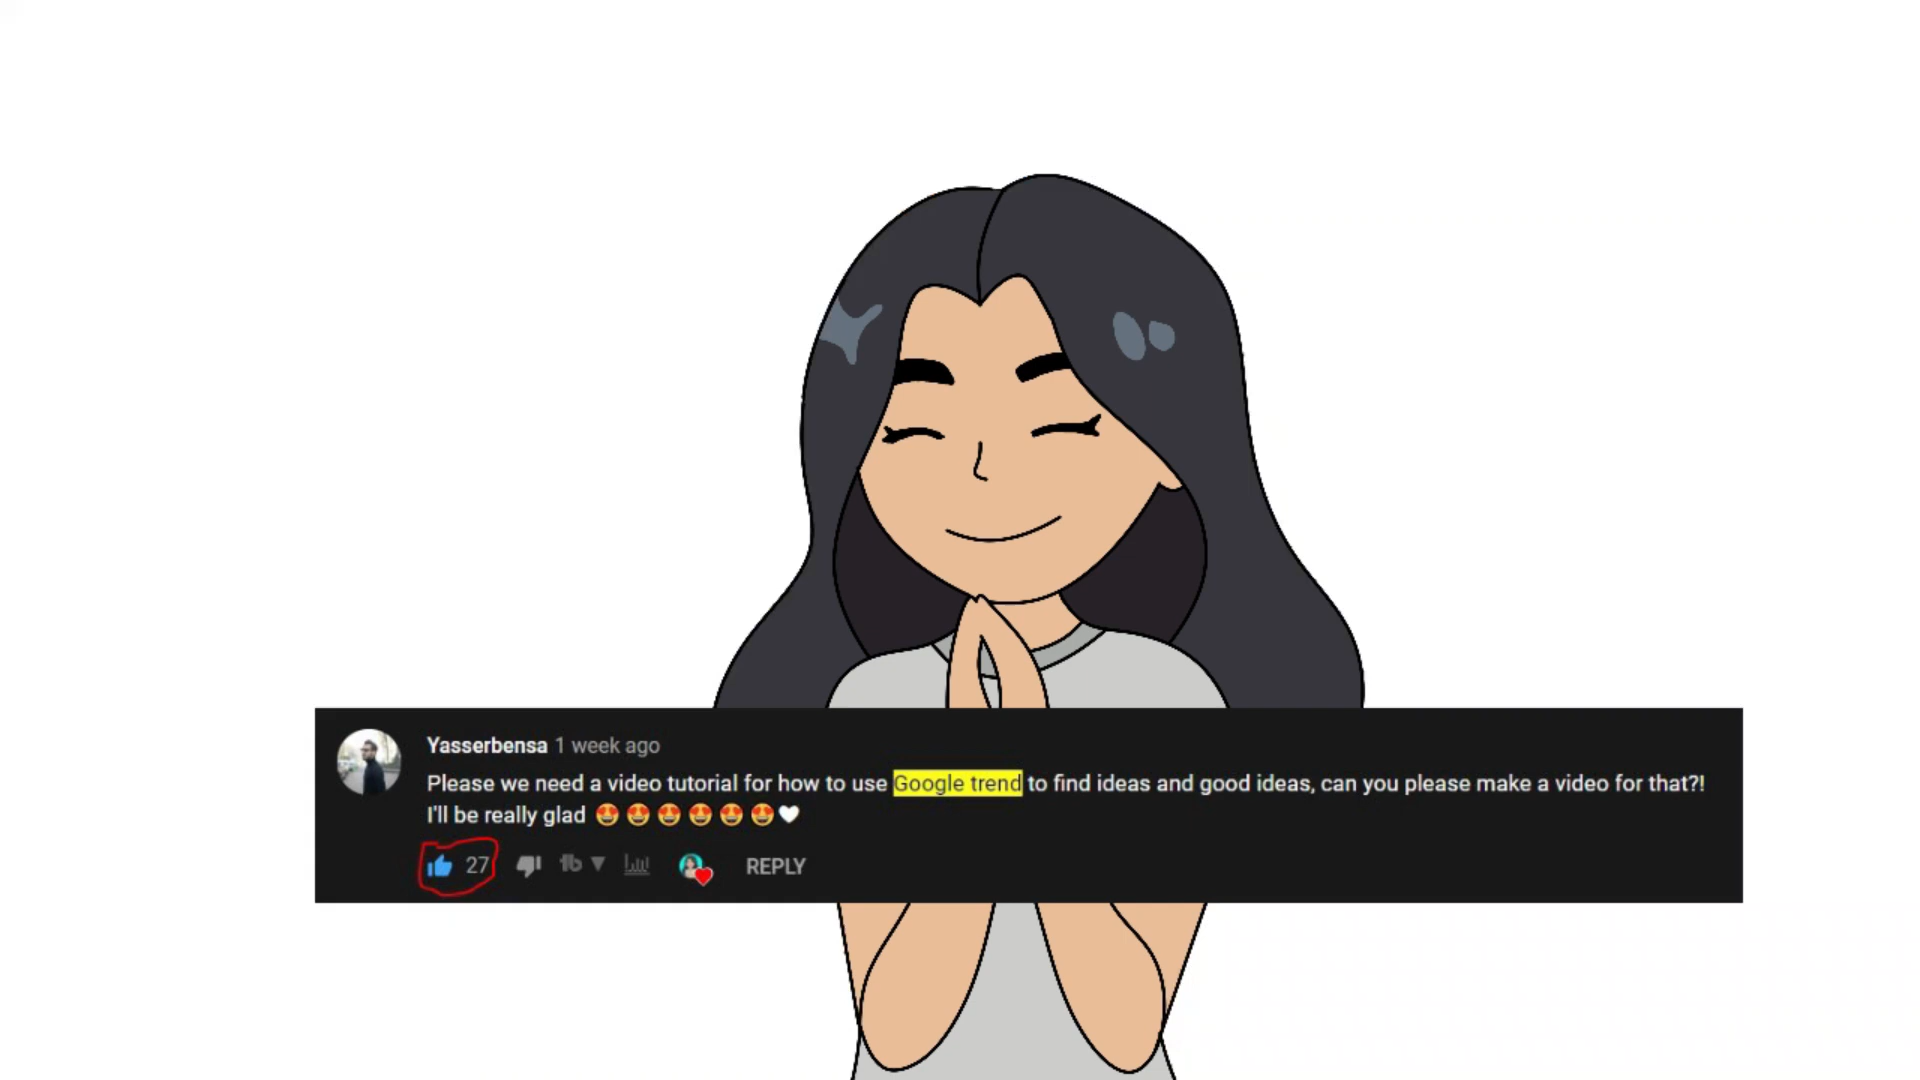 Yasserbensa 1 week ago
Please we need a video tutorial for how to use Google trend to find ideas and good ideas, can you please make a video for that?!
I'll be really glad 😍 😍 😍 😍 😍 😍🤍
27 REPLY